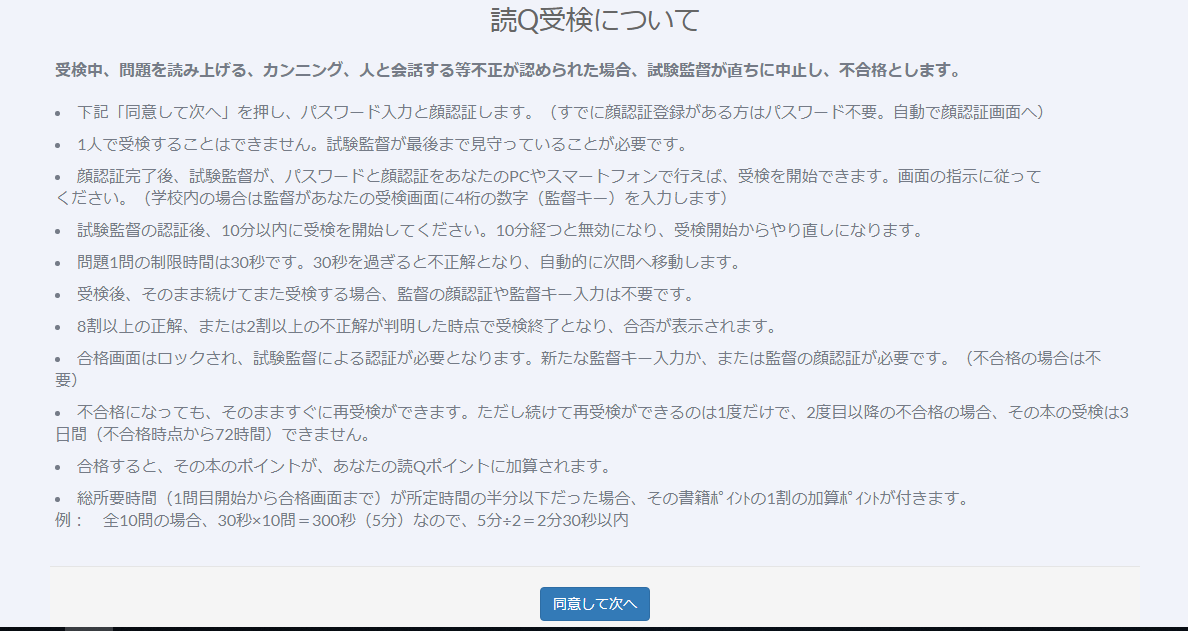 読Q受検について
受検中、問題を読み上げる、カンニング、人と会話する等不正が認められた場合、試験監督が直ちに中止し、不合格とします。
• 下記「同意して次へ」を押し、パスワード入力と顔認証します。（すでに顔認証登録がある方はパスワード不要。自動で顔認証画面へ）
• 1人で受検することはできません。試験監督が最後まで見守っていることが必要です。
• 顔認証完了後、試験監督が、パスワードと顔認証をあなたのPCやスマートフォンで行えば、受検を開始できます。画面の指示に従って
ください。（学校内の場合は監督があなたの受検画面に4桁の数字（監督キー）を入力します）
• 試験監督の認証後、10分以内に受検を開始してください。10分経つと無効になり、受検開始からやり直しになります。
• 問題1問の制限時間は30秒です。30秒を過ぎると不正解となり、自動的に次問へ移動します。
• 受検後、そのまま続けてまた受検する場合、監督の顔認証や監督キー入力は不要です。
• 8割以上の正解、または2割以上の不正解が判明した時点で受検終了となり、合否が表示されます。
• 合格画面はロックされ、試験監督による認証が必要となります。新たな監督キー入力か、または監督の顔認証が必要です。（不合格の場合は不
要）
• 不合格になっても、そのまますぐに再受検ができます。ただし続けて再受検ができるのは1度だけで、2度目以降の不合格の場合、その本の受検は3
日間（不合格時点から72時間）できません。
• 合格すると、その本のポイントが、あなたの読Qポイントに加算されます。
• 総所要時間（1問目開始から合格画面まで）が所定時間の半分以下だった場合、その書籍ﾎﾟｲﾝﾄの1割の加算ﾎﾟｲﾝﾄが付きます。
例： 全10問の場合、30秒×10問＝300秒（5分）なので、5分÷2＝2分30秒以内
同意して次へ